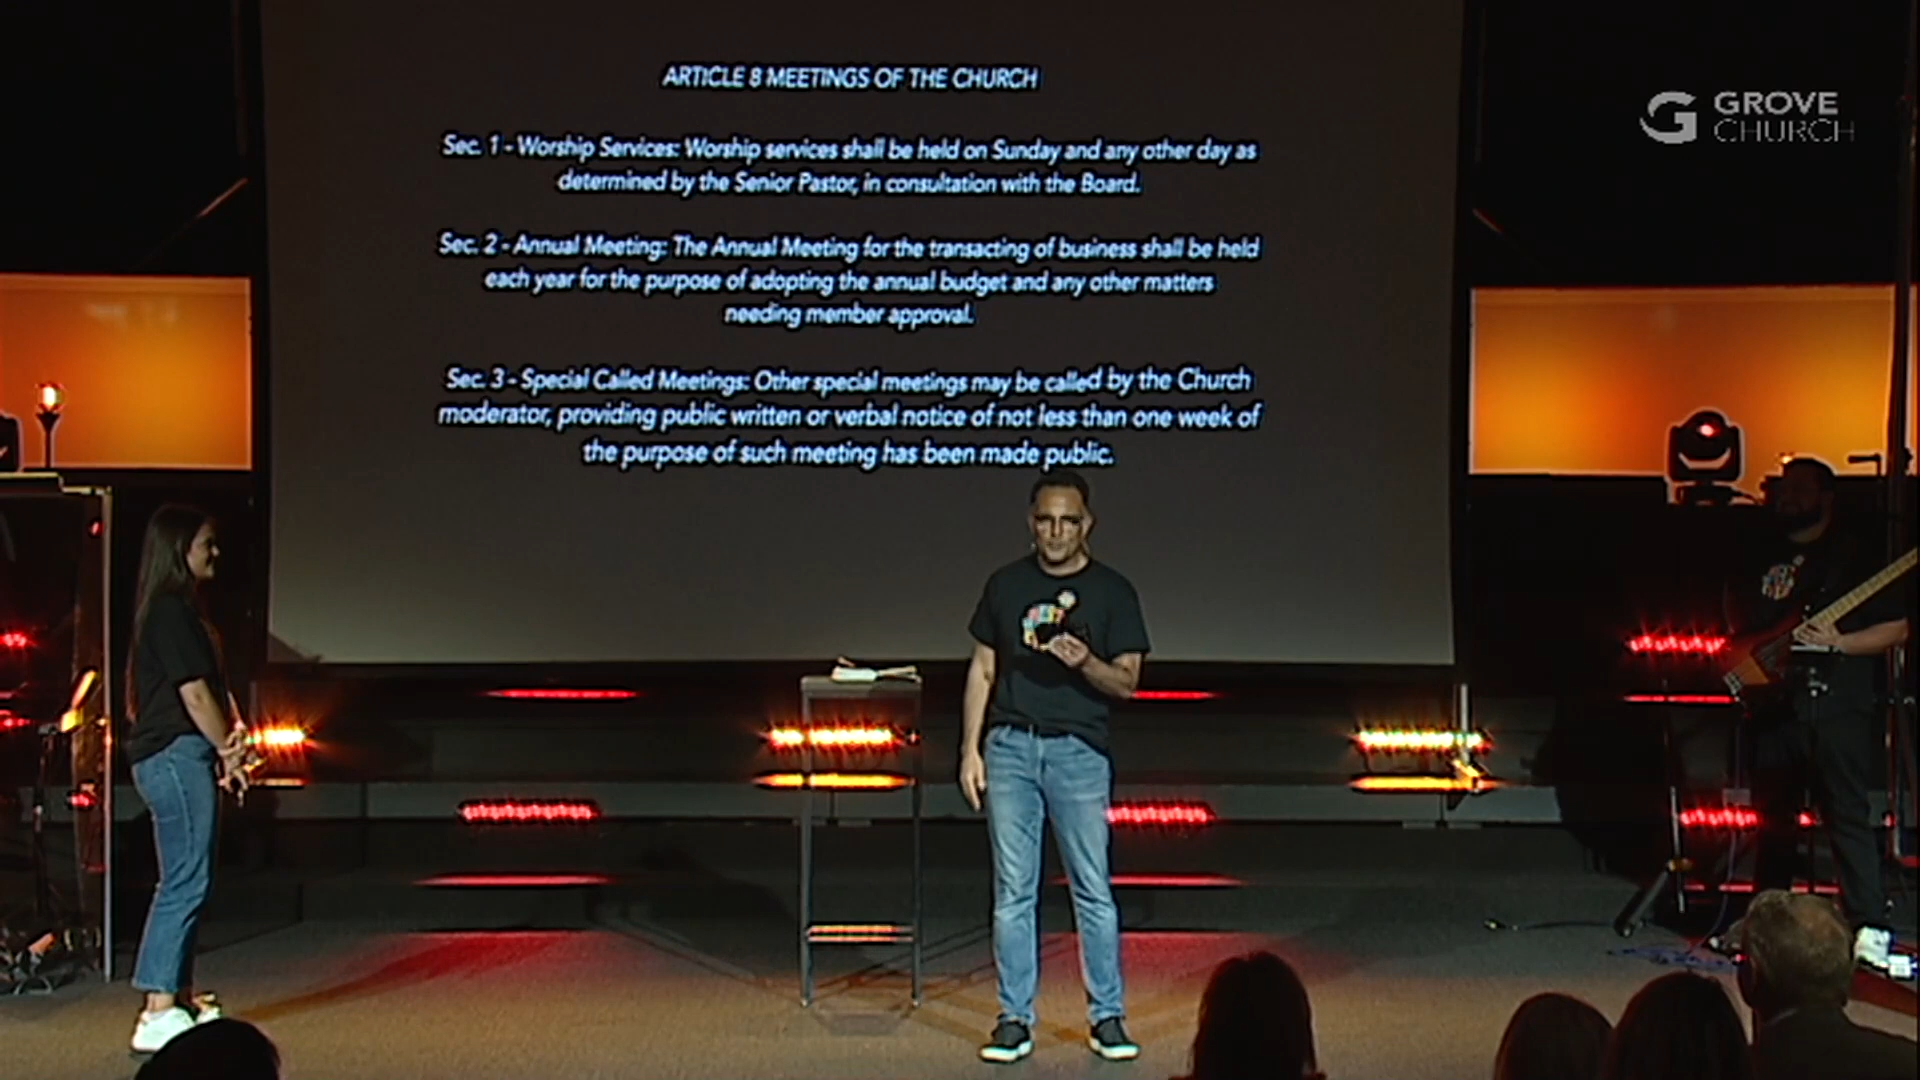 ARTICLE 8 MEETINGS OF THE CHURCH
Sec. 1 - Worship Services: Worship services shall be held on Sunday and any other day as
determined by the Senior Pastor, in consultation with the Board.
Sec. 2 - Annual Meeting: The Annual Meeting for the transacting of business shall be held
each year for the purpose of adopting the annual budget and any other matters
needing member approval.
Sec. 3 - Special Called Meetings: Other special meetings may be called by the Church
moderator, providing public written or verbal notice of not less than one week of
the purpose of such meeting has been made public.
GROVE
CHURCH